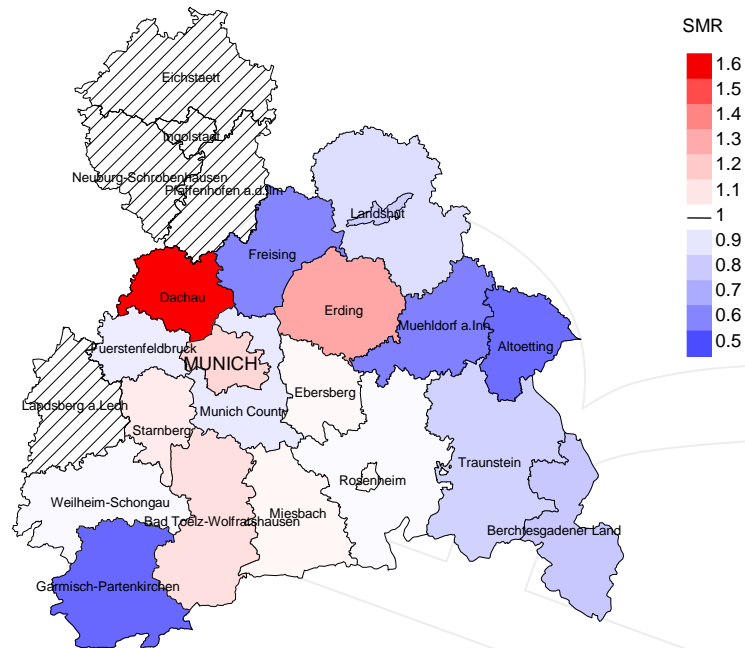 SMR
1.6
1.5
1.4
1.3
1.2
1.1
1
0.9
0.8
0.7
0.6
0.5
Eichstaett
Ingolstadt
Neuburg-Schrobenhausen
Pfaffenhofen a.d.Ilm
Landshut
Freising
Dachau
Erding
Muehldorf a.Inn
Altoetting
Fuerstenfeldbruck
MUNICH
Ebersberg
Landsberg a.Lech
Munich County
Starnberg
Traunstein
Rosenheim
Weilheim-Schongau
Miesbach
Bad Toelz-Wolfratshausen
Berchtesgadener Land
Garmisch-Partenkirchen